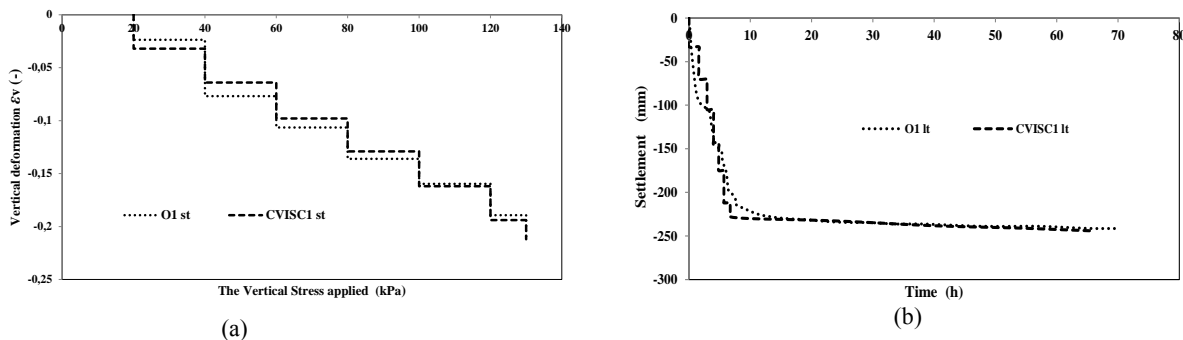 0
0 20 40 60 80 100 120 140
-0,05
-0,1
-0,15
-0,2
-0,25
Vertical deformation εv (-)
O1 st
CVISC1 st
The Vertical Stress applied (kPa)
(a)
0
0 10 20 30 40 50 60 70 80
-50
-100
-150
-200
-250
-300
Settlement (mm)
O1 lt
CVISC1 lt
Time (h)
(b)